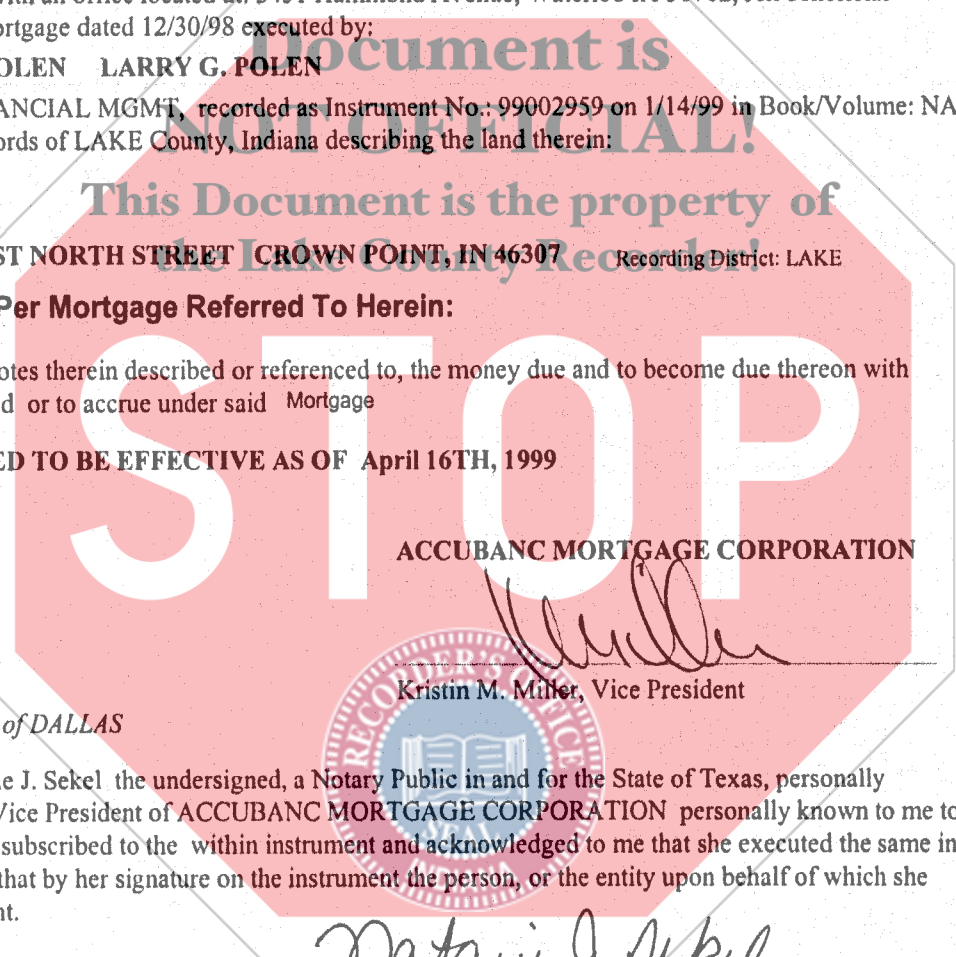 ortgage dated 12/30/98 executed by:
Document is
OLEN LARRY G. POLEN
ANCIAL MGMT, recorded as Instrument No.: 99002959 on 1/14/99 in Book/Volume: NA
NOT OFFICIAL!
ords of LAKE County, Indiana describing the land therein:
This Document is the property of
the Lake County Recorder!
ST NORTH STREET CROWN POINT, IN 46307 Recording District: LAKE
Per Mortgage Referred To Herein:
otes therein described or referenced to, the money due and to become due thereon with
d or to accrue under said Mortgage
STOP
ED TO BE EFFECTIVE AS OF April 16TH, 1999
ACCUBANC MORTGAGE CORPORATION
Kristin M. Miller, Vice President
RECORDER'S OFFICE
SEAL
INDIANA
of DALLAS
e J. Sekel the undersigned, a Notary Public in and for the State of Texas, personally
Vice President of ACCUBANC MORTGAGE CORPORATION personally known to me to
subscribed to the within instrument and acknowledged to me that she executed the same in
that by her signature on the instrument the person, or the entity upon behalf of which she
nt.